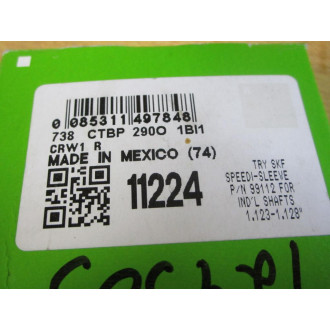 0 085311 497848
738 CTBP 290O 1BI1
CRW1 R
MADE IN MEXICO (74)
11224
TRY SKF
SPEEDI-SLEEVE
P/N 99112 FOR
IND'L SHAFTS
1.123-1.128"